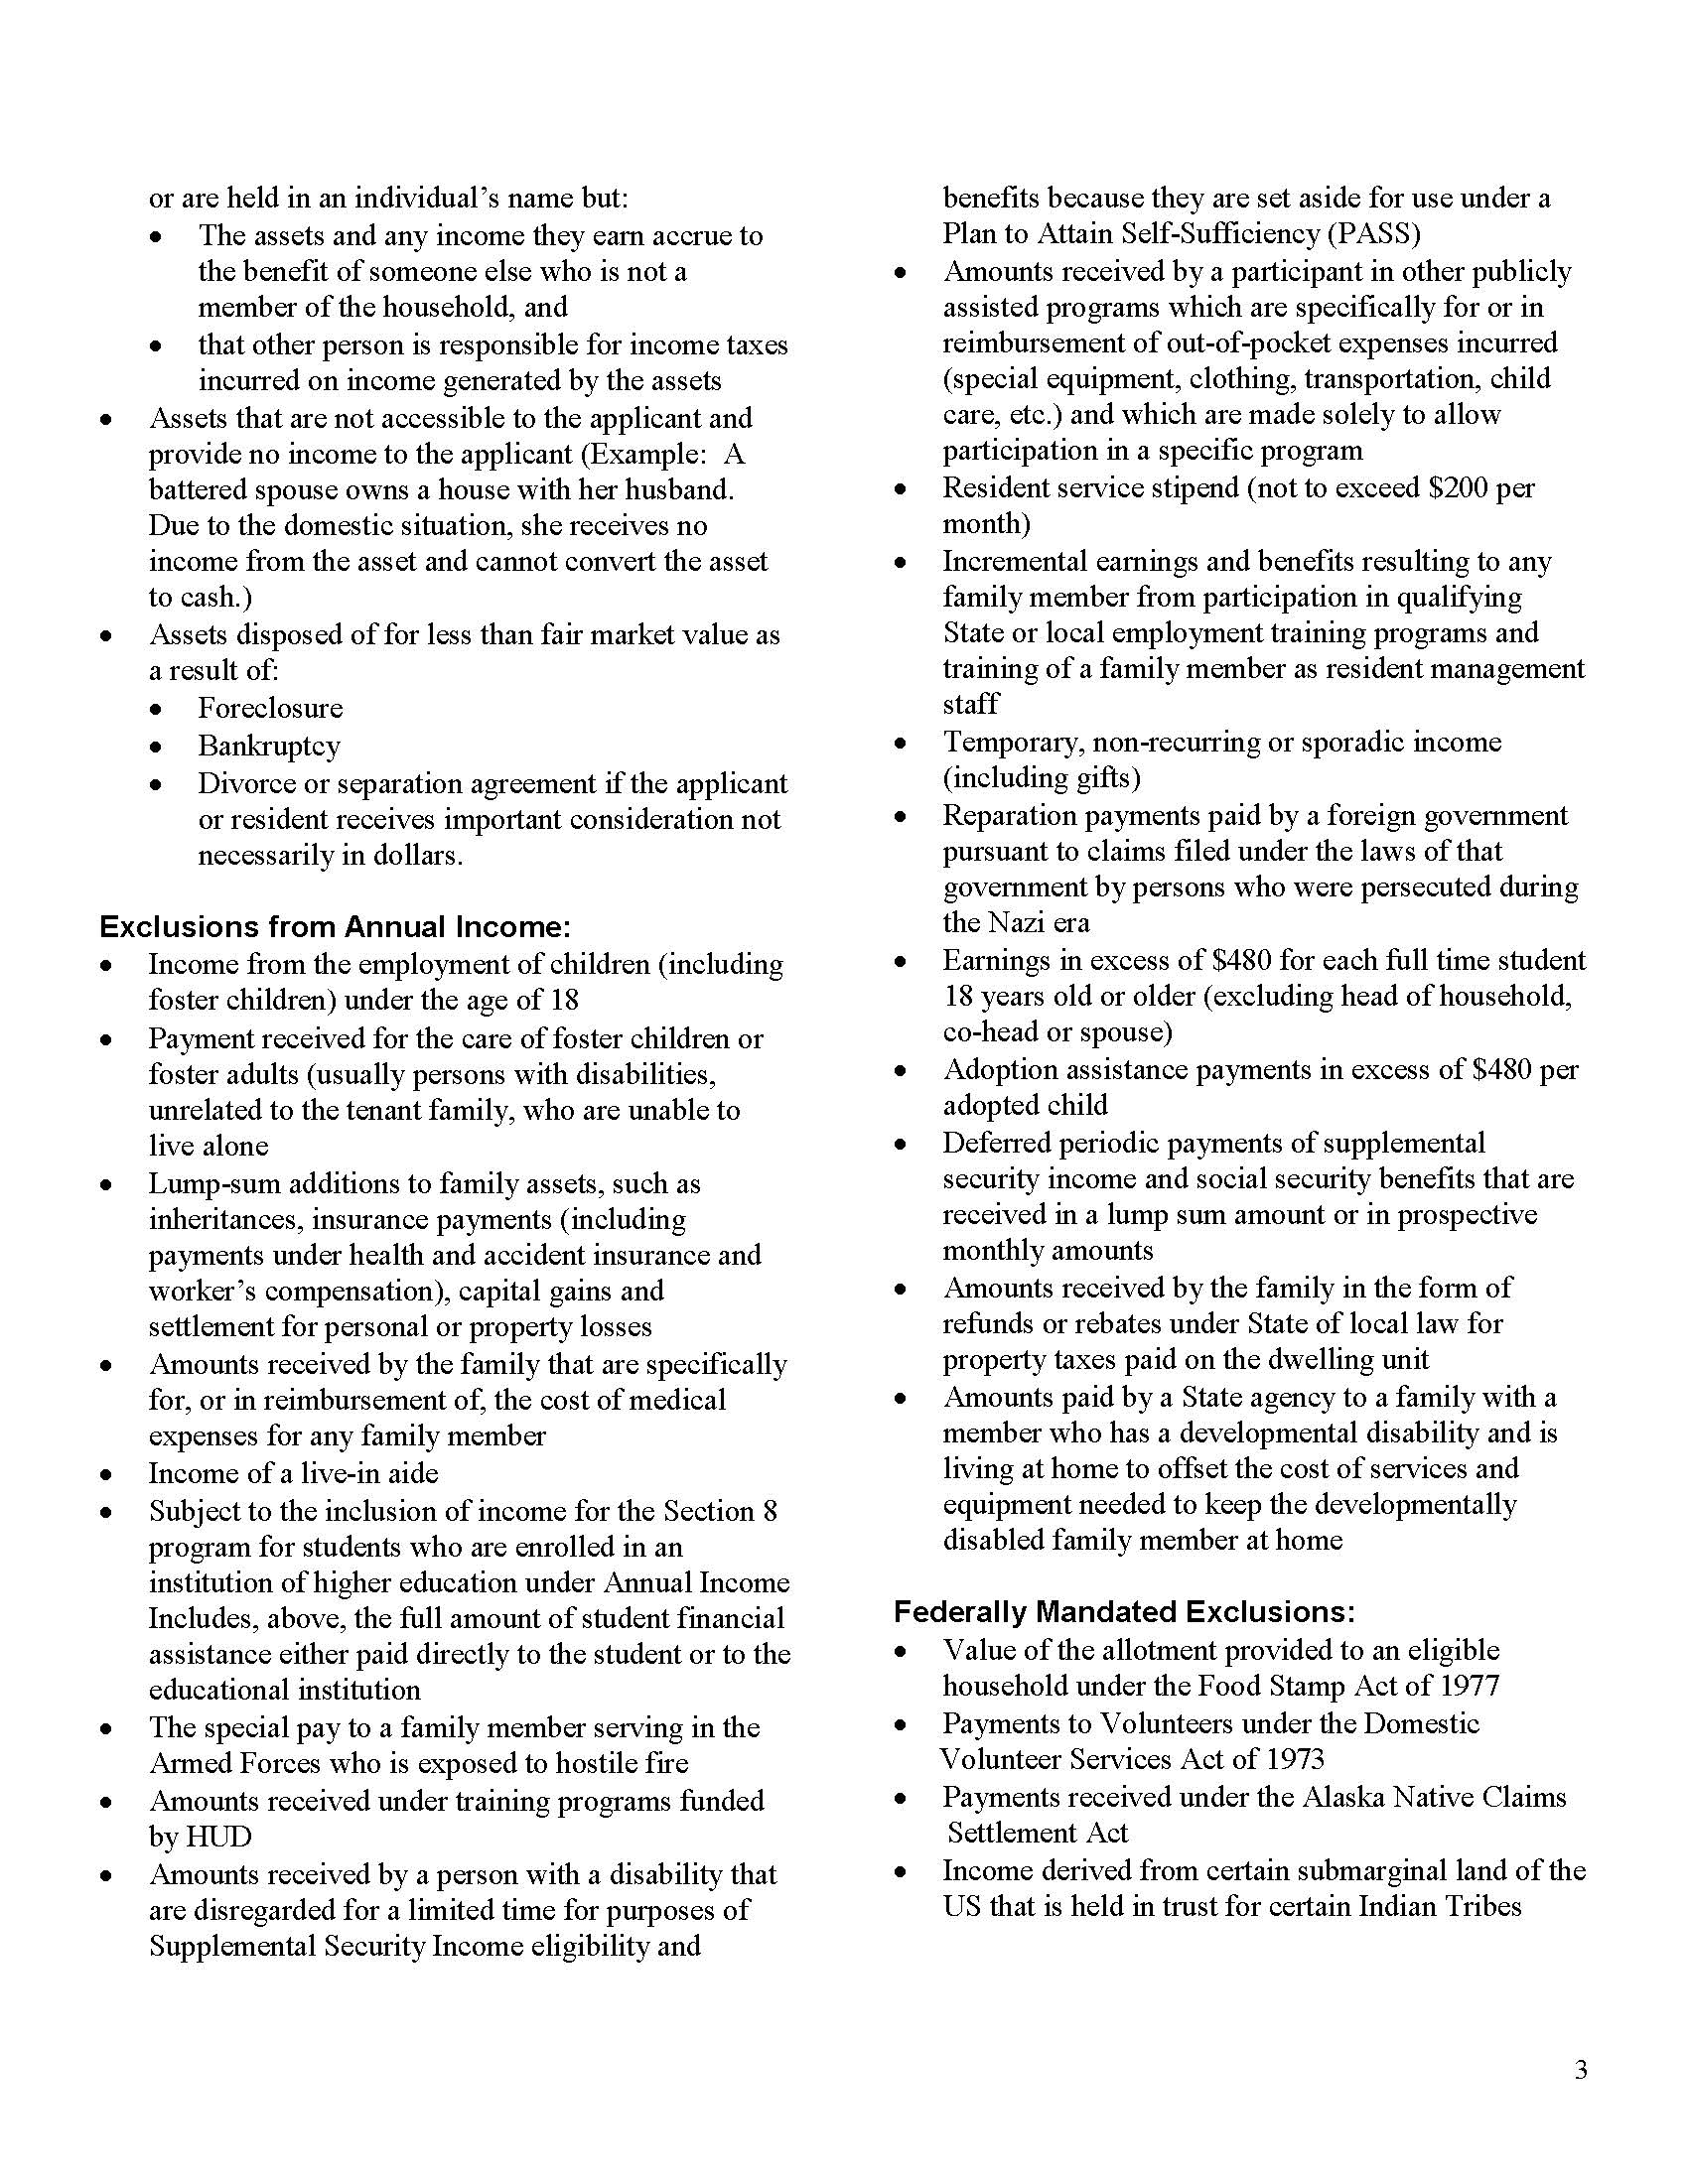 or are held in an individual’s name but:
• The assets and any income they earn accrue to
the benefit of someone else who is not a
member of the household, and
• that other person is responsible for income taxes
incurred on income generated by the assets
• Assets that are not accessible to the applicant and
provide no income to the applicant (Example:  A
battered spouse owns a house with her husband.
Due to the domestic situation, she receives no
income from the asset and cannot convert the asset
to cash.)
• Assets disposed of for less than fair market value as
a result of:
• Foreclosure
• Bankruptcy
• Divorce or separation agreement if the applicant
or resident receives important consideration not
necessarily in dollars.
Exclusions from Annual Income:
• Income from the employment of children (including
foster children) under the age of 18
• Payment received for the care of foster children or
foster adults (usually persons with disabilities,
unrelated to the tenant family, who are unable to
live alone
• Lump-sum additions to family assets, such as
inheritances, insurance payments (including
payments under health and accident insurance and
worker’s compensation), capital gains and
settlement for personal or property losses
• Amounts received by the family that are specifically
for, or in reimbursement of, the cost of medical
expenses for any family member
• Income of a live-in aide
• Subject to the inclusion of income for the Section 8
program for students who are enrolled in an
institution of higher education under Annual Income
Includes, above, the full amount of student financial
assistance either paid directly to the student or to the
educational institution
• The special pay to a family member serving in the
Armed Forces who is exposed to hostile fire
• Amounts received under training programs funded
by HUD
• Amounts received by a person with a disability that
are disregarded for a limited time for purposes of
Supplemental Security Income eligibility and
benefits because they are set aside for use under a
Plan to Attain Self-Sufficiency (PASS)
• Amounts received by a participant in other publicly
assisted programs which are specifically for or in
reimbursement of out-of-pocket expenses incurred
(special equipment, clothing, transportation, child
care, etc.) and which are made solely to allow
participation in a specific program
• Resident service stipend (not to exceed $200 per
month)
• Incremental earnings and benefits resulting to any
family member from participation in qualifying
State or local employment training programs and
training of a family member as resident management
staff
• Temporary, non-recurring or sporadic income
(including gifts)
• Reparation payments paid by a foreign government
pursuant to claims filed under the laws of that
government by persons who were persecuted during
the Nazi era
• Earnings in excess of $480 for each full time student
18 years old or older (excluding head of household,
co-head or spouse)
• Adoption assistance payments in excess of $480 per
adopted child
• Deferred periodic payments of supplemental
security income and social security benefits that are
received in a lump sum amount or in prospective
monthly amounts
• Amounts received by the family in the form of
refunds or rebates under State of local law for
property taxes paid on the dwelling unit
• Amounts paid by a State agency to a family with a
member who has a developmental disability and is
living at home to offset the cost of services and
equipment needed to keep the developmentally
disabled family member at home
Federally Mandated Exclusions:
• Value of the allotment provided to an eligible
household under the Food Stamp Act of 1977
• Payments to Volunteers under the Domestic
Volunteer Services Act of 1973
• Payments received under the Alaska Native Claims
Settlement Act
• Income derived from certain submarginal land of the
US that is held in trust for certain Indian Tribes
3